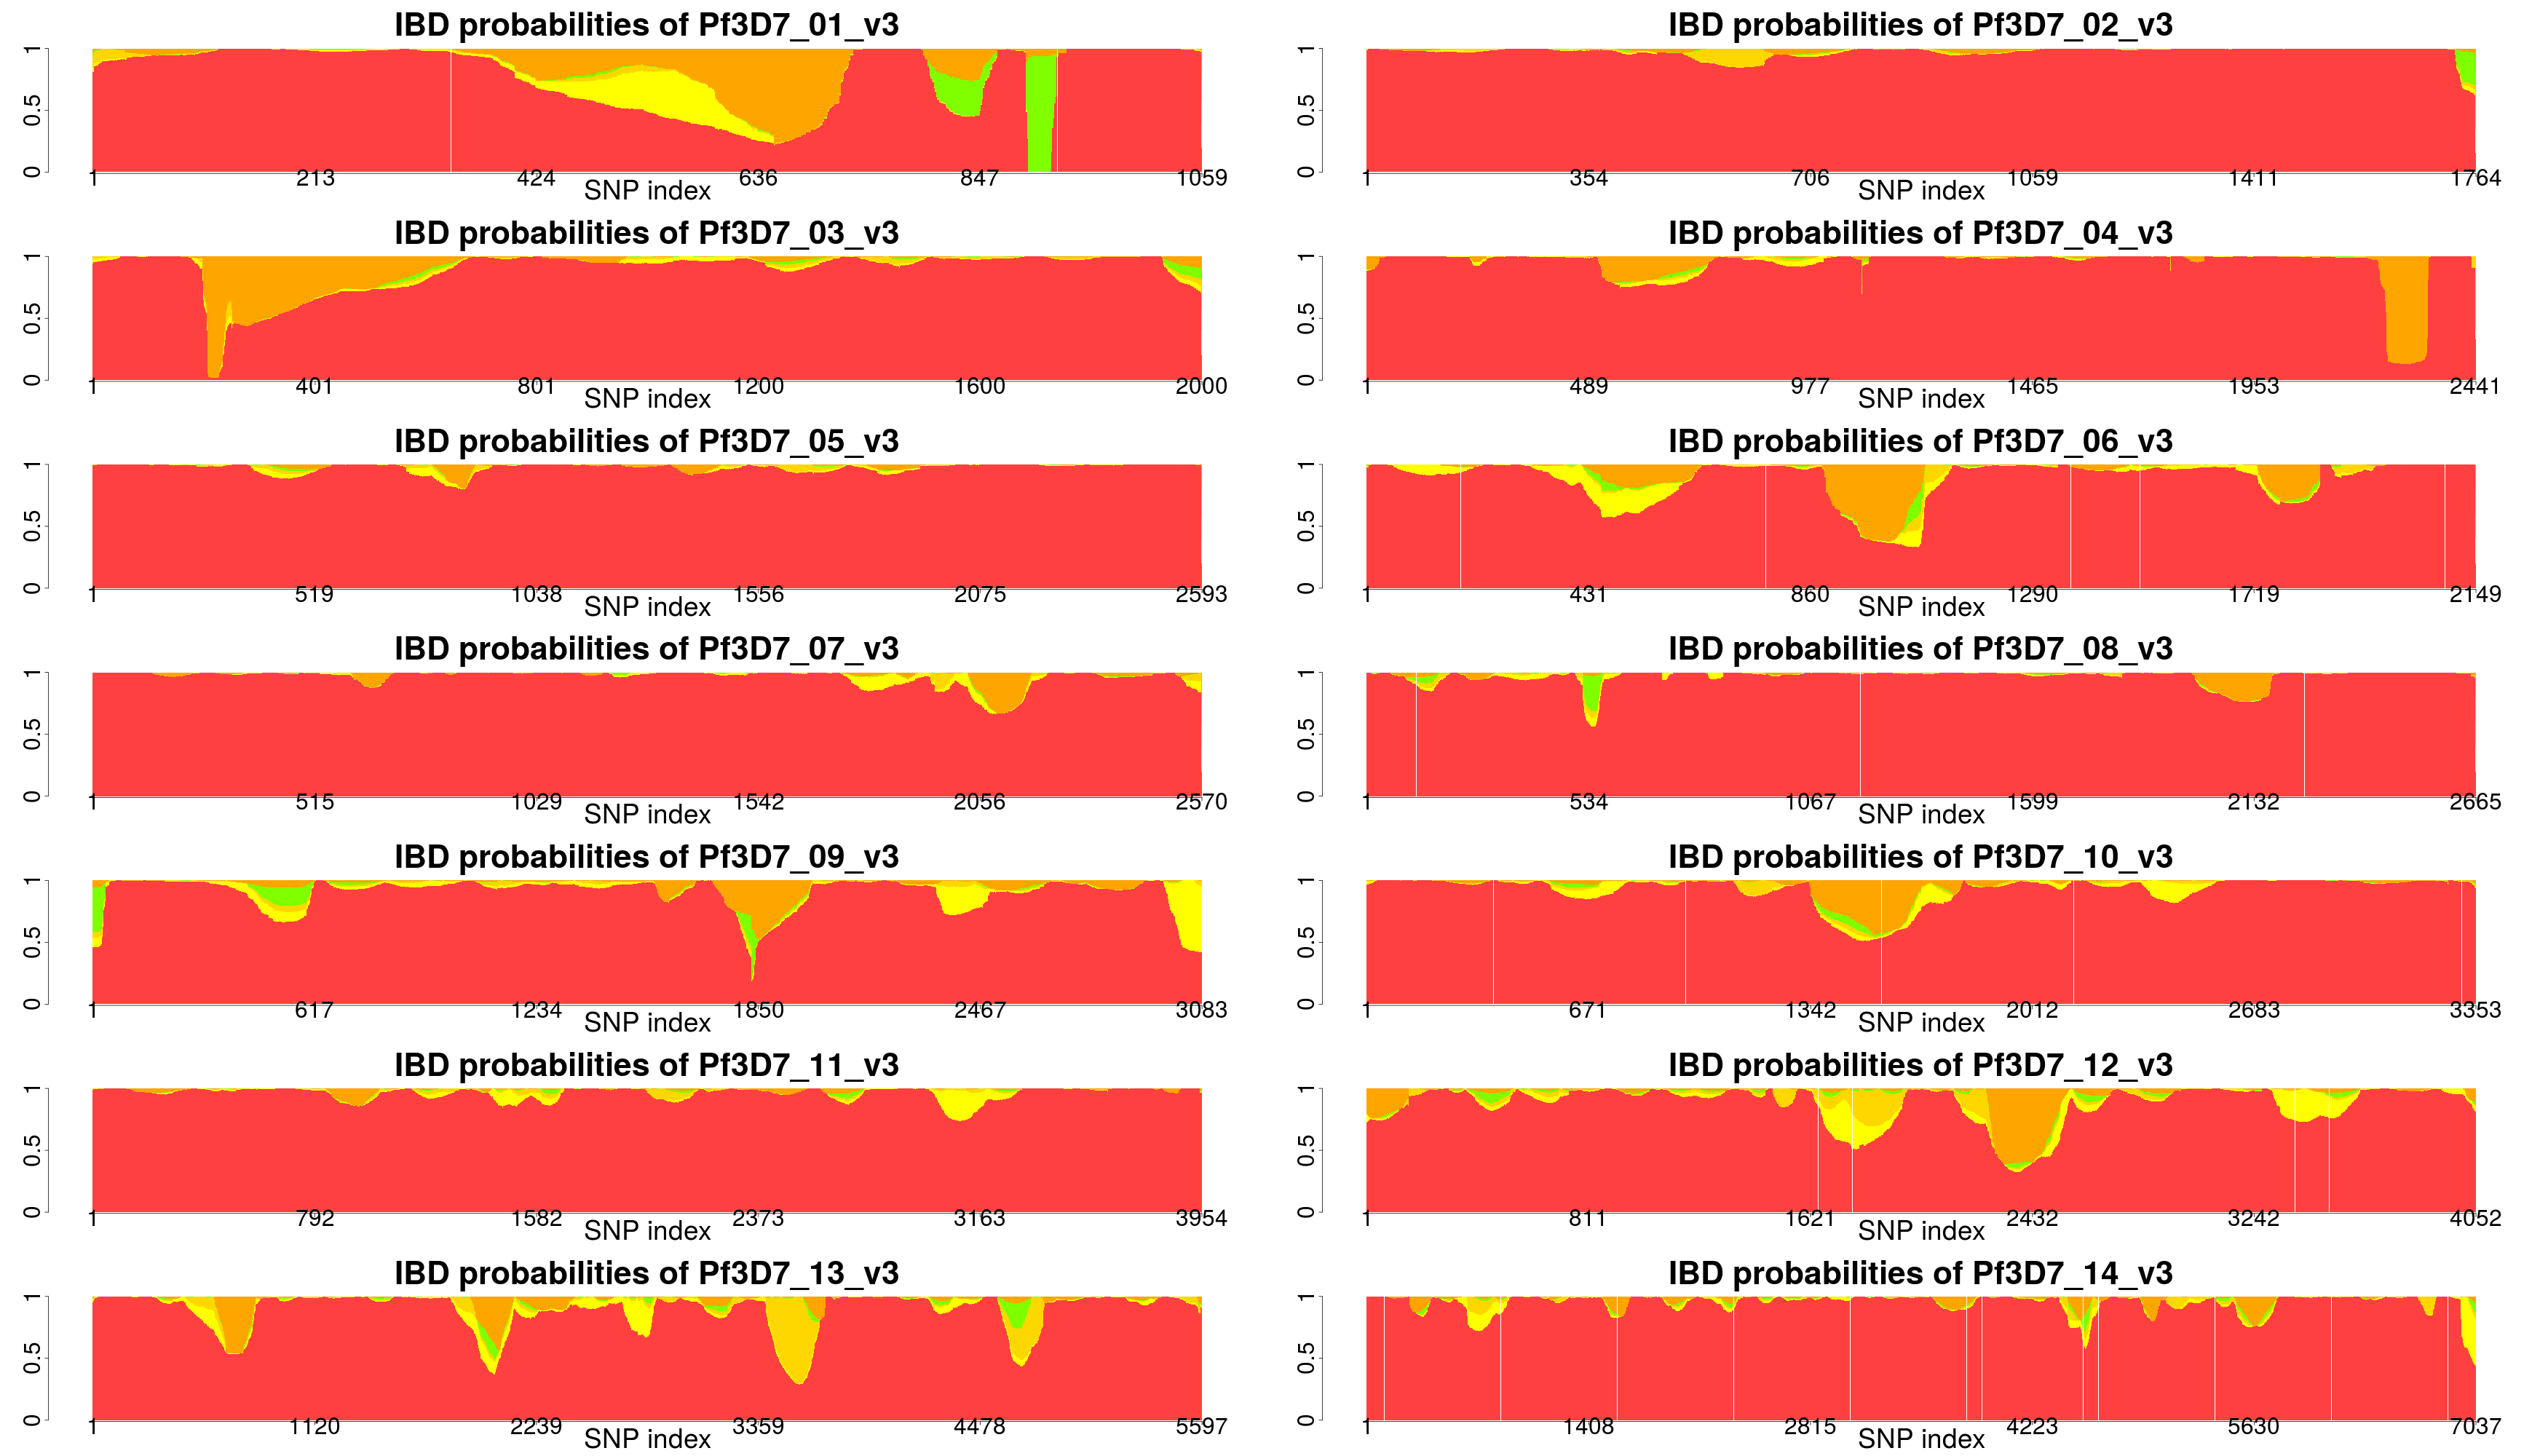 IBD probabilities of Pf3D7_01_v3
0 0.5 1
1 213 424 636 847 1059
SNP index
IBD probabilities of Pf3D7_02_v3
0 0.5 1
1 354 706 1059 1411 1764
SNP index
IBD probabilities of Pf3D7_03_v3
0 0.5 1
1 401 801 1200 1600 2000
SNP index
IBD probabilities of Pf3D7_04_v3
0 0.5 1
1 489 977 1465 1953 2441
SNP index
IBD probabilities of Pf3D7_05_v3
0 0.5 1
1 519 1038 1556 2075 2593
SNP index
IBD probabilities of Pf3D7_06_v3
0 0.5 1
1 431 860 1290 1719 2149
SNP index
IBD probabilities of Pf3D7_07_v3
0 0.5 1
1 515 1029 1542 2056 2570
SNP index
IBD probabilities of Pf3D7_08_v3
0 0.5 1
1 534 1067 1599 2132 2665
SNP index
IBD probabilities of Pf3D7_09_v3
0 0.5 1
1 617 1234 1850 2467 3083
SNP index
IBD probabilities of Pf3D7_10_v3
0 0.5 1
1 671 1342 2012 2683 3353
SNP index
IBD probabilities of Pf3D7_11_v3
0 0.5 1
1 792 1582 2373 3163 3954
SNP index
IBD probabilities of Pf3D7_12_v3
0 0.5 1
1 811 1621 2432 3242 4052
SNP index
IBD probabilities of Pf3D7_13_v3
0 0.5 1
1 1120 2239 3359 4478 5597
SNP index
IBD probabilities of Pf3D7_14_v3
0 0.5 1
1 1408 2815 4223 5630 7037
SNP index